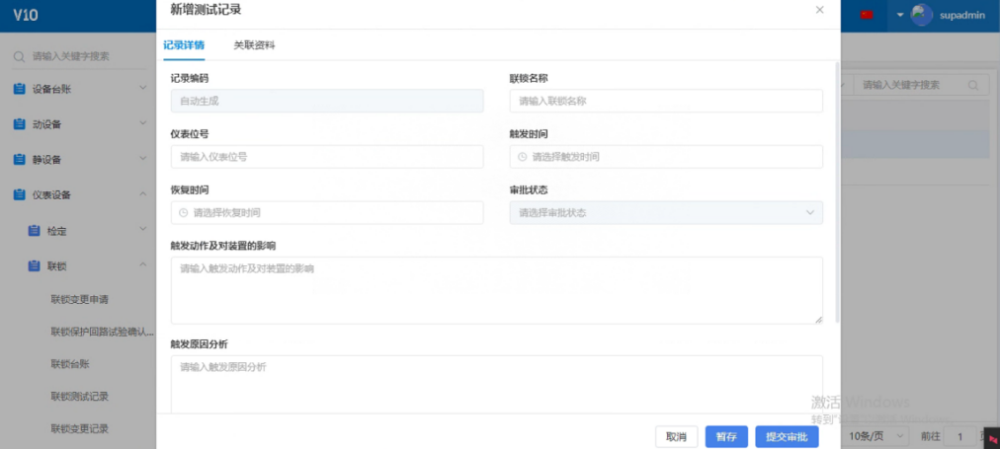 V10
新增测试记录
supadmin
请输入关键字搜索
记录详情
关联资料
请输入关键字搜索
设备台账
动设备
静设备
仪表设备
检定
联锁
联锁变更申请
联锁保护回路试验确认...
联锁台账
联锁测试记录
联锁变更记录
记录编码
联锁名称
自动生成
请输入联锁名称
仪表位号
触发时间
请输入仪表位号
请选择触发时间
恢复时间
审批状态
请选择恢复时间
请选择审批状态
触发动作及对装置的影响
请输入触发动作及对装置的影响
触发原因分析
请输入触发原因分析
激活 Windows
转到"
Windows
取消
暂存
提交审批
10条/页
前往
1